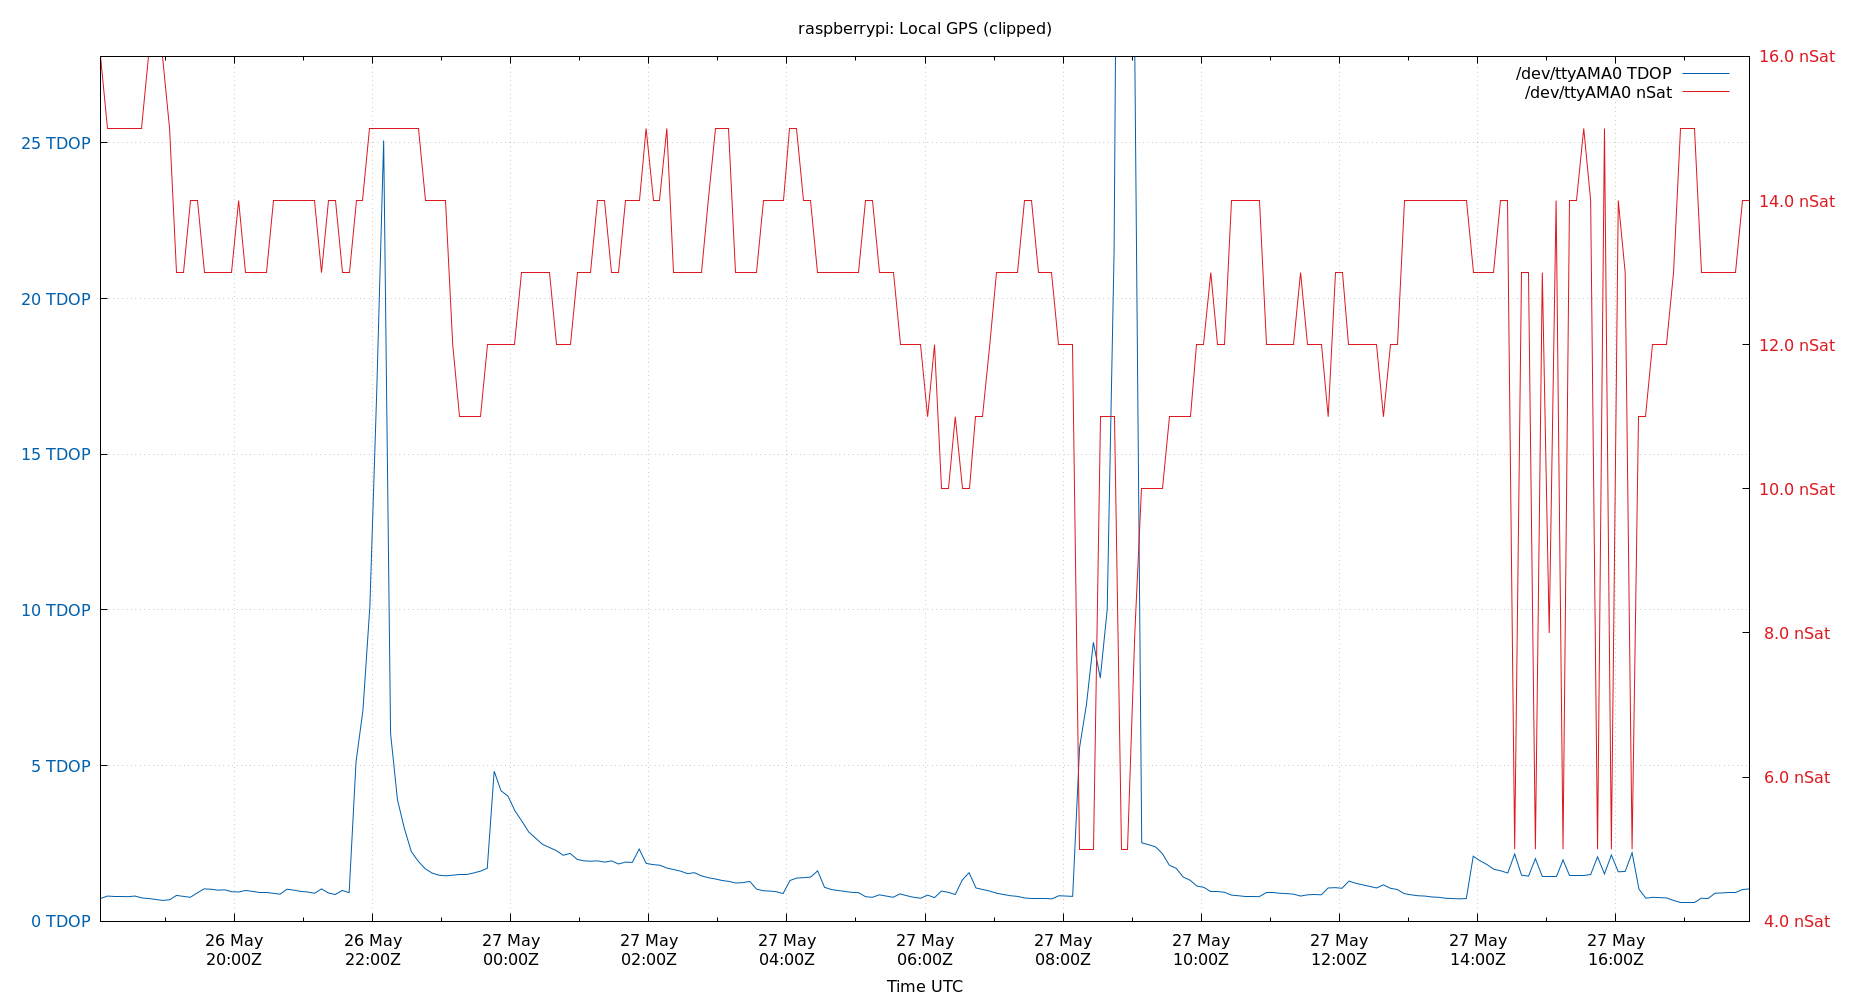 raspberrypi: Local GPS (clipped)
/dev/ttyAMA0 TDOP
/dev/ttyAMA0 nSat
25 TDOP
20 TDOP
15 TDOP
10 TDOP
5 TDOP
0 TDOP
16.0 nSat
14.0 nSat
12.0 nSat
10.0 nSat
8.0 nSat
6.0 nSat
4.0 nSat
26 May
20:00Z
26 May
22:00Z
27 May
00:00Z
27 May
02:00Z
27 May
04:00Z
27 May
06:00Z
27 May
08:00Z
27 May
10:00Z
27 May
12:00Z
27 May
14:00Z
27 May
16:00Z
Time UTC